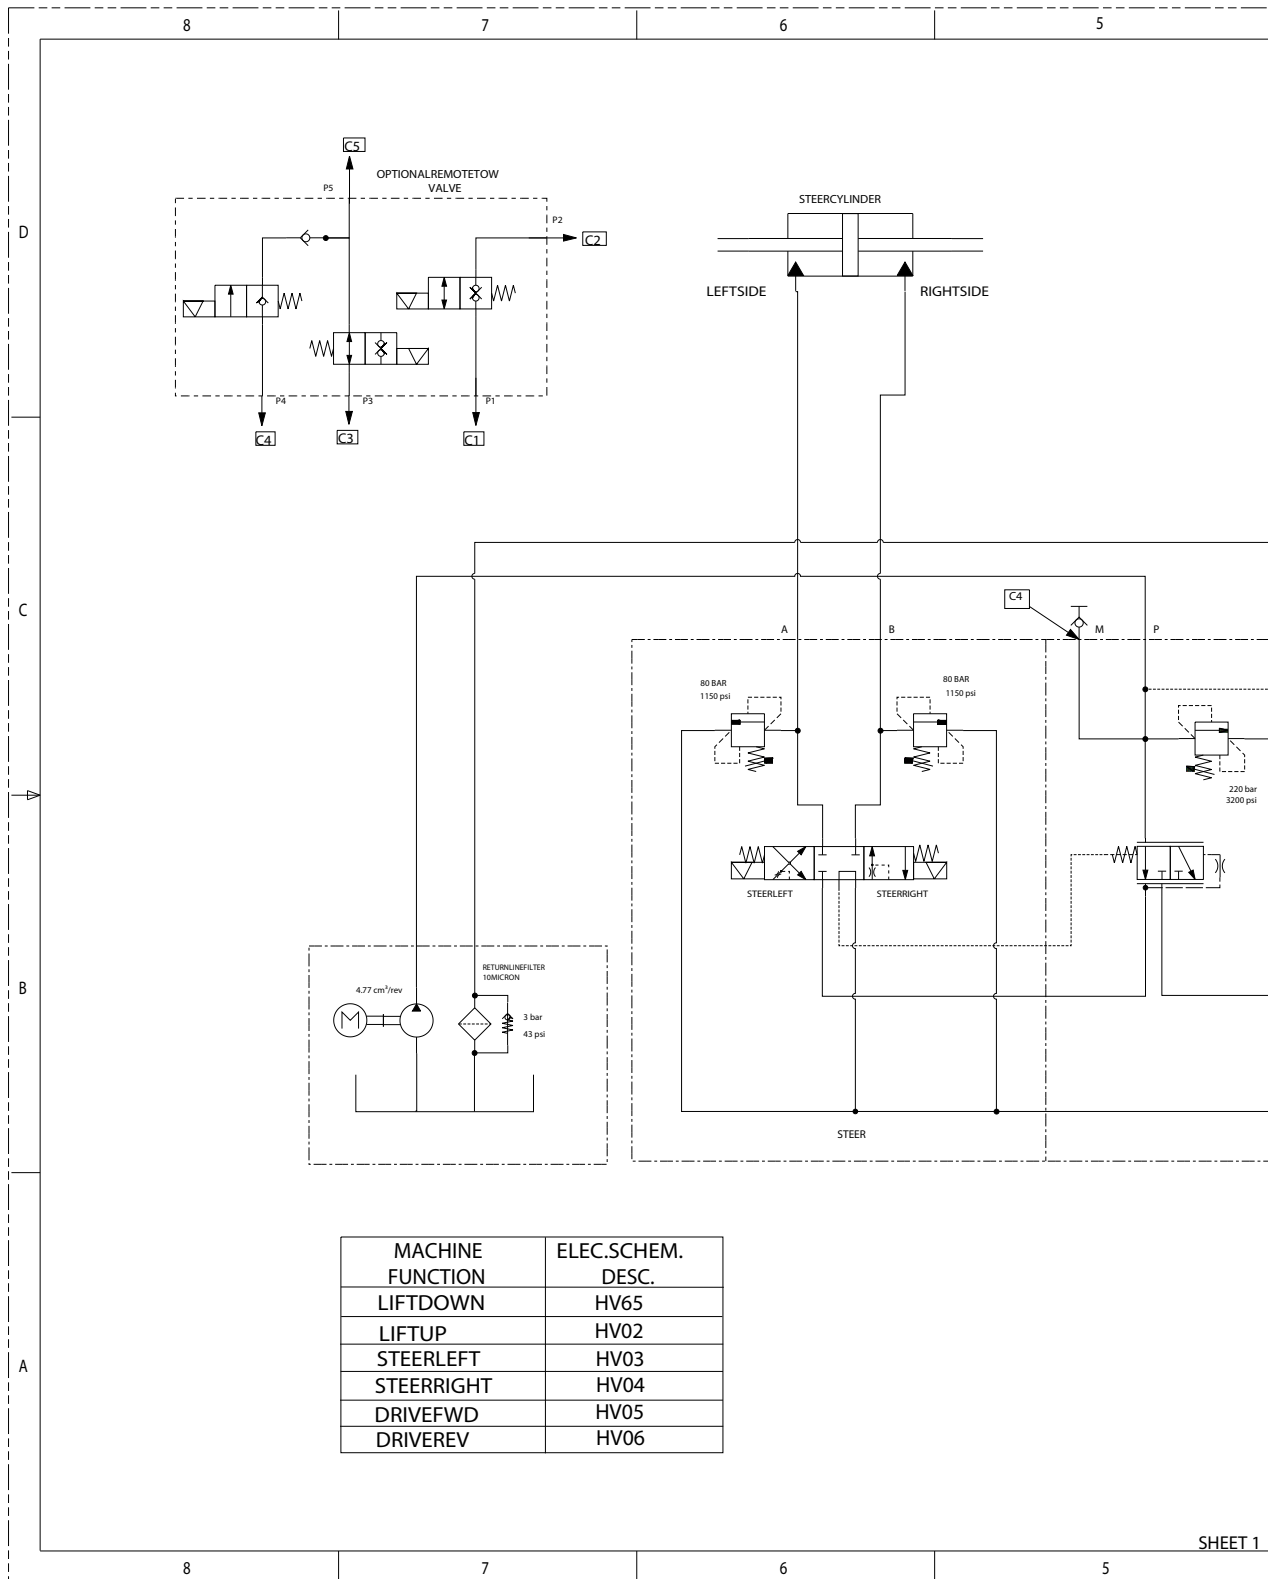 8 7 6 5
C5
OPTIONALREMOTETOW
VALVE
P5
D
P2
C2
STEERCYLINDER
LEFTSIDE
RIGHTSIDE
P4
P3
P1
C4
C3
C1
C
C4
A
B
M
P
80 BAR
1150 psi
80 BAR
1150 psi
220 bar
3200 psi
STEERLEFT
STEERRIGHT
B
RETURNLINEFILTER
10MICRON
4.77 cm³/rev
M
3 bar
43 psi
STEER
MACHINE FUNCTION
ELEC.SCHEM. DESC.
LIFTDOWN HV65
LIFTUP HV02
STEERLEFT HV03
STEERRIGHT HV04
DRIVEFWD HV05
DRIVEREV HV06
A
SHEET 1
8 7 6 5